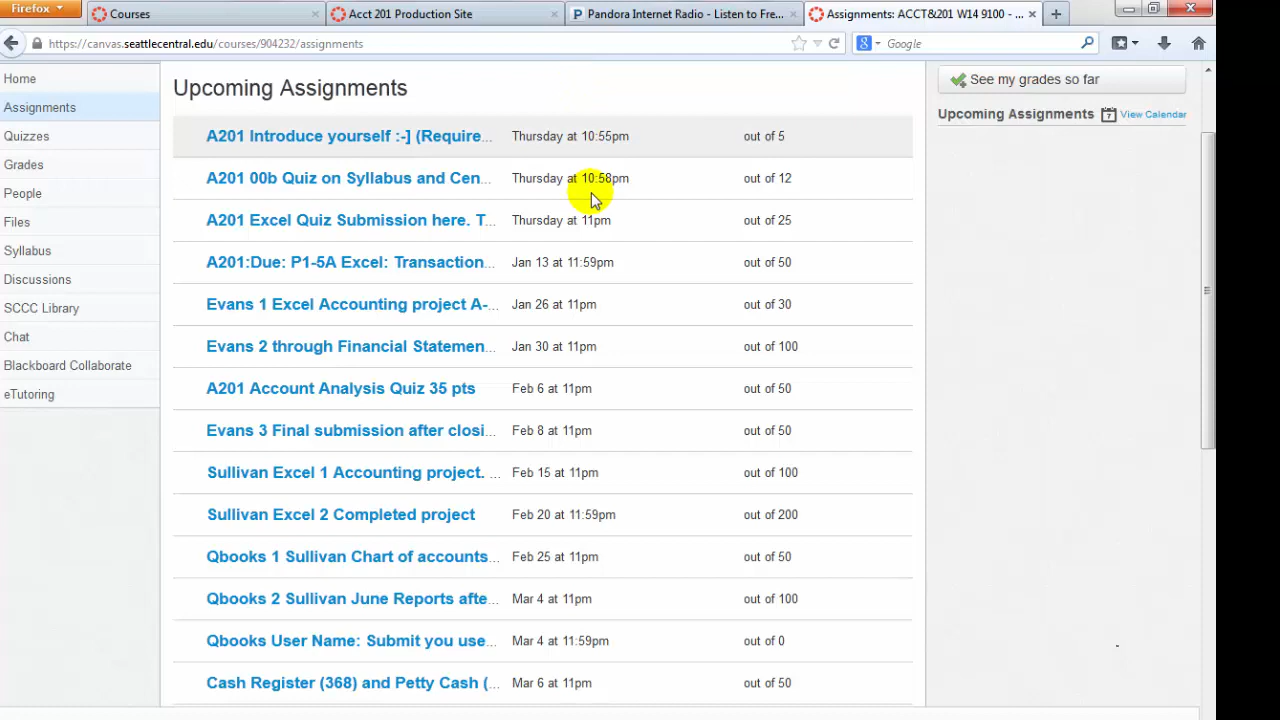 Firefox
Courses
Acct 201 Production Site
Pandora Internet Radio - Listen to Fre...
Assignments: ACCT&201 W14 9100 - ...
https://canvas.seattlecentral.edu/courses/904232/assignments
Google
Home
Assignments
Quizzes
Grades
People
Files
Syllabus
Discussions
SCCC Library
Chat
Blackboard Collaborate
eTutoring
Upcoming Assignments
A201 Introduce yourself :-] (Require... Thursday at 10:55pm out of 5
A201 00b Quiz on Syllabus and Cen... Thursday at 10:58pm out of 12
A201 Excel Quiz Submission here. T... Thursday at 11pm out of 25
A201:Due: P1-5A Excel: Transaction... Jan 13 at 11:59pm out of 50
Evans 1 Excel Accounting project A-... Jan 26 at 11pm out of 30
Evans 2 through Financial Statemen... Jan 30 at 11pm out of 100
A201 Account Analysis Quiz 35 pts Feb 6 at 11pm out of 50
Evans 3 Final submission after closi... Feb 8 at 11pm out of 50
Sullivan Excel 1 Accounting project. ... Feb 15 at 11pm out of 100
Sullivan Excel 2 Completed project Feb 20 at 11:59pm out of 200
Qbooks 1 Sullivan Chart of accounts... Feb 25 at 11pm out of 50
Qbooks 2 Sullivan June Reports afte... Mar 4 at 11pm out of 100
Qbooks User Name: Submit you use... Mar 4 at 11:59pm out of 0
Cash Register (368) and Petty Cash (... Mar 6 at 11pm out of 50
See my grades so far
Upcoming Assignments 7 View Calendar